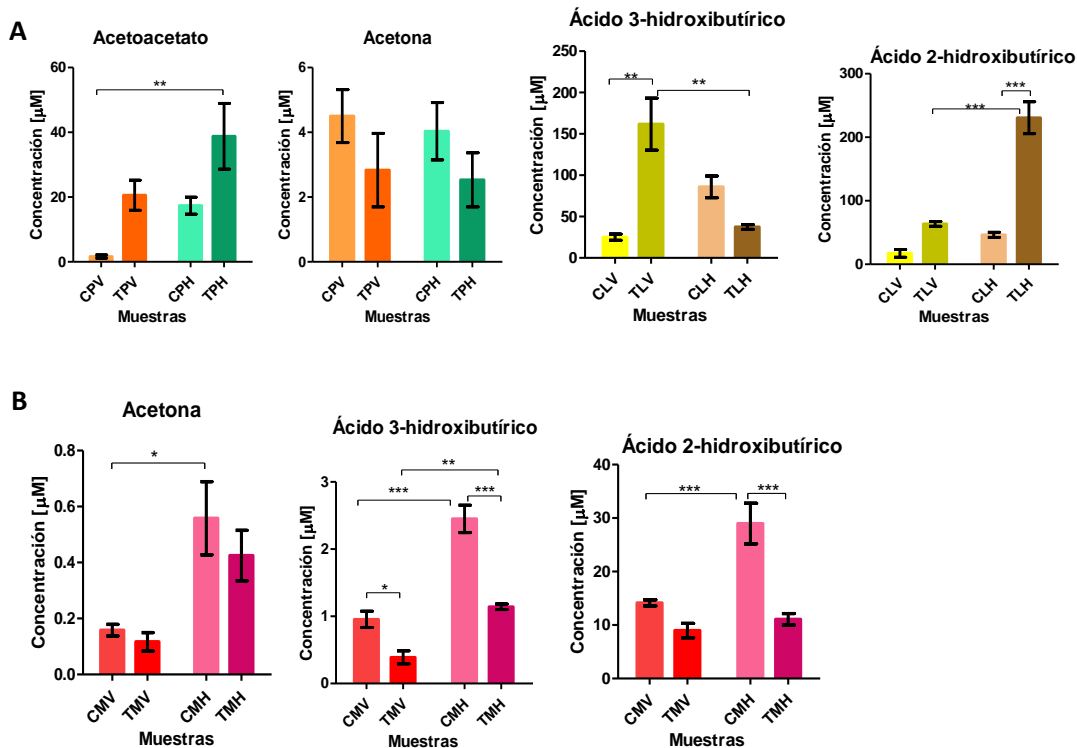 A
Acetoacetato
Concentración [µM]
60
40
20
0
**
CPV TPV CPH TPH
Muestras
Acetona
Concentración [µM]
6
4
2
0
CPV TPV CPH TPH
Muestras
Ácido 3-hidroxibutírico
Concentración [µM]
250
200
150
100
50
0
** **
CLV TLV CLH TLH
Muestras
Ácido 2-hidroxibutírico
Concentración [µM]
300
200
100
0
***
***
CLV TLV CLH TLH
Muestras
B
Acetona
Concentración [µM]
0.8
0.6
0.4
0.2
0.0
*
CMV TMV CMH TMH
Muestras
Ácido 3-hidroxibutírico
Concentración [µM]
3
2
1
0
**
*** ***
*
CMV TMV CMH TMH
Muestras
Ácido 2-hidroxibutírico
Concentración [µM]
40
30
20
10
0
*** ***
CMV TMV CMH TMH
Muestras